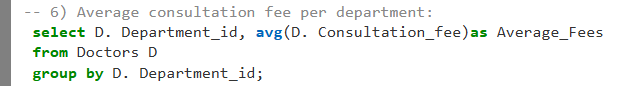 -- 6) Average consultation fee per department:
select D. Department_id, avg(D. Consultation_fee)as Average_Fees
from Doctors D
group by D. Department_id;